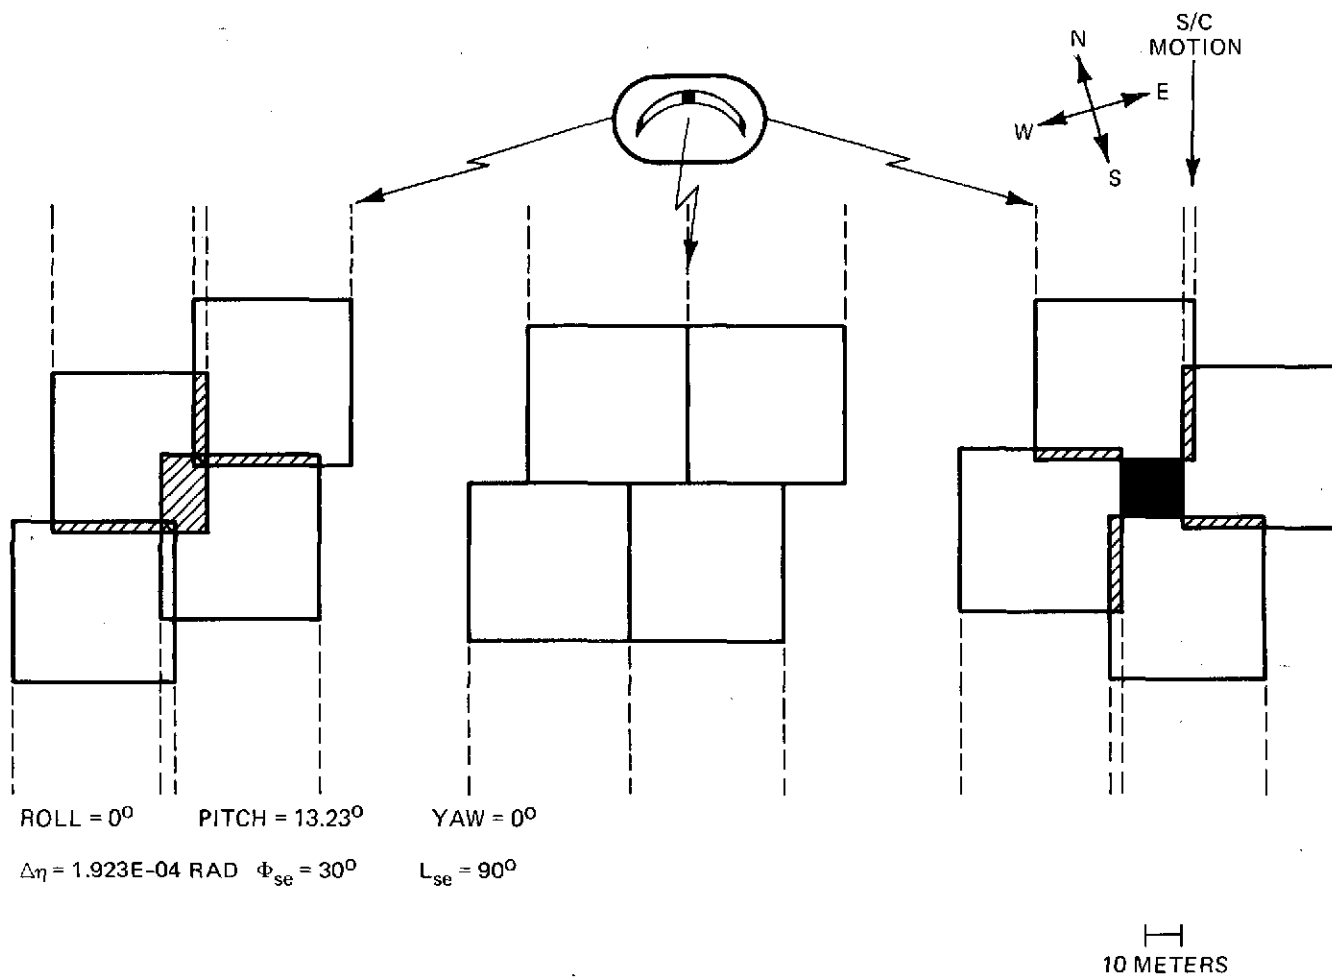 S/C
MOTION
N
E
W
S
ROLL = 0° PITCH = 13.23° YAW = 0°
Δη = 1.923E-04 RAD Φse = 30° Lse = 90°
10 METERS